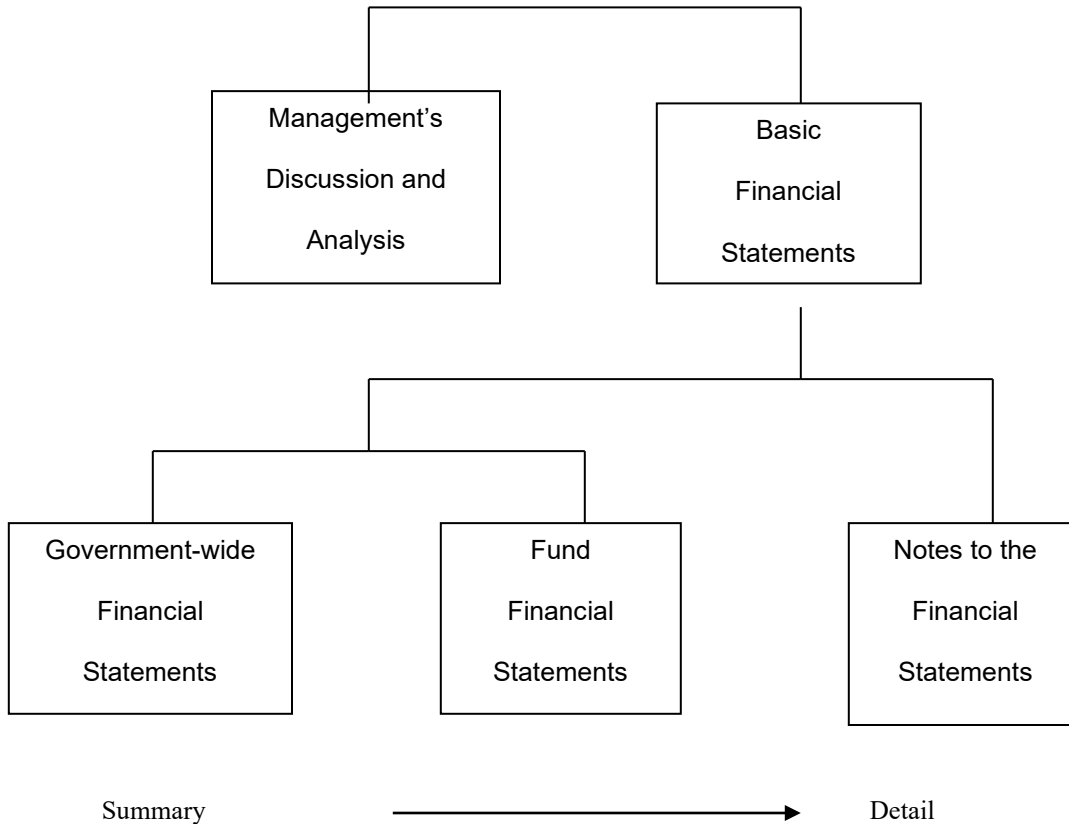 Management’s
Discussion and
Analysis
Basic
Financial
Statements
Government-wide
Financial
Statements
Fund
Financial
Statements
Notes to the
Financial
Statements
Summary
Detail